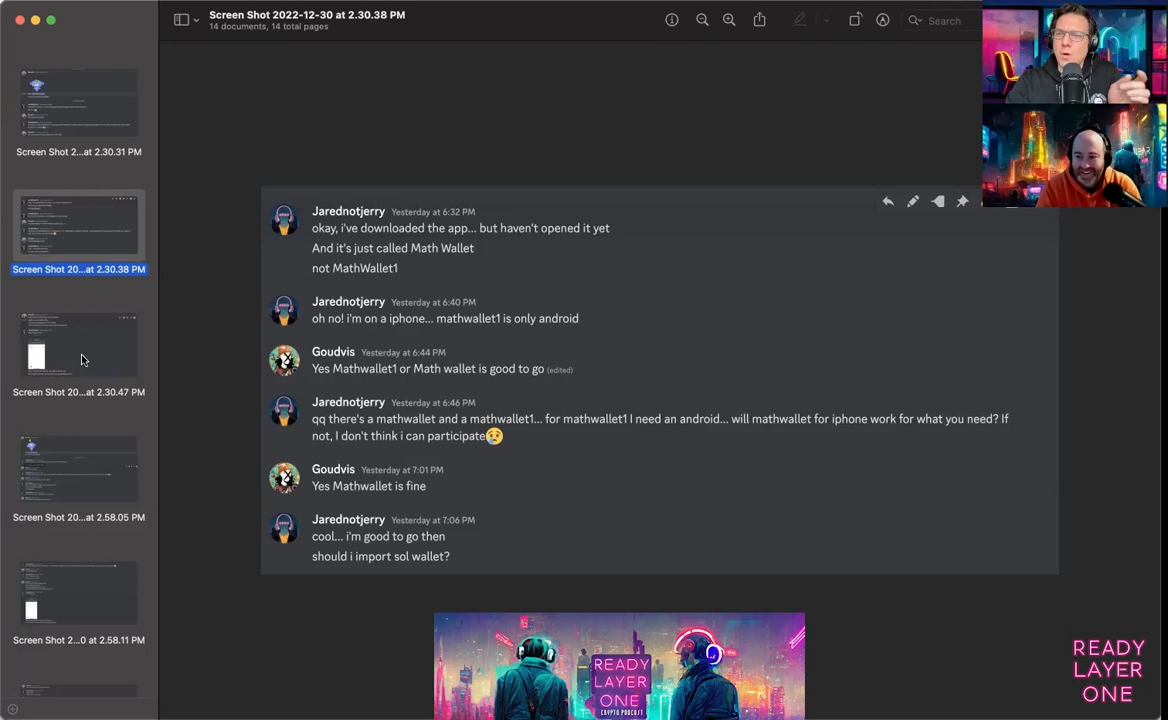 Screen Shot 2022-12-30 at 2.30.38 PM
14 documents, 14 total pages
Search
Screen Shot 2...at 2.30.31 PM
Screen Shot 20...at 2.30.38 PM
Screen Shot 20...at 2.30.47 PM
Screen Shot 20...at 2.58.05 PM
Screen Shot 2...0 at 2.58.11 PM
Jarednotjerry Yesterday at 6:32 PM
okay, i've downloaded the app... but haven't opened it yet
And it's just called Math Wallet
not MathWallet1
Jarednotjerry Yesterday at 6:40 PM
oh no! i'm on a iphone... mathwallet1 is only android
Goudvis Yesterday at 6:44 PM
Yes Mathwallet1 or Math wallet is good to go (edited)
Jarednotjerry Yesterday at 6:46 PM
qq there's a mathwallet and a mathwallet1... for mathwallet1 I need an android... will mathwallet for iphone work for what you need? If
not, I don't think i can participate😢
Goudvis Yesterday at 7:01 PM
Yes Mathwallet is fine
Jarednotjerry Yesterday at 7:06 PM
cool... i'm good to go then
should i import sol wallet?
READY
LAYER
ONE
CRYPTO PODCAST
READY
LAYER
ONE